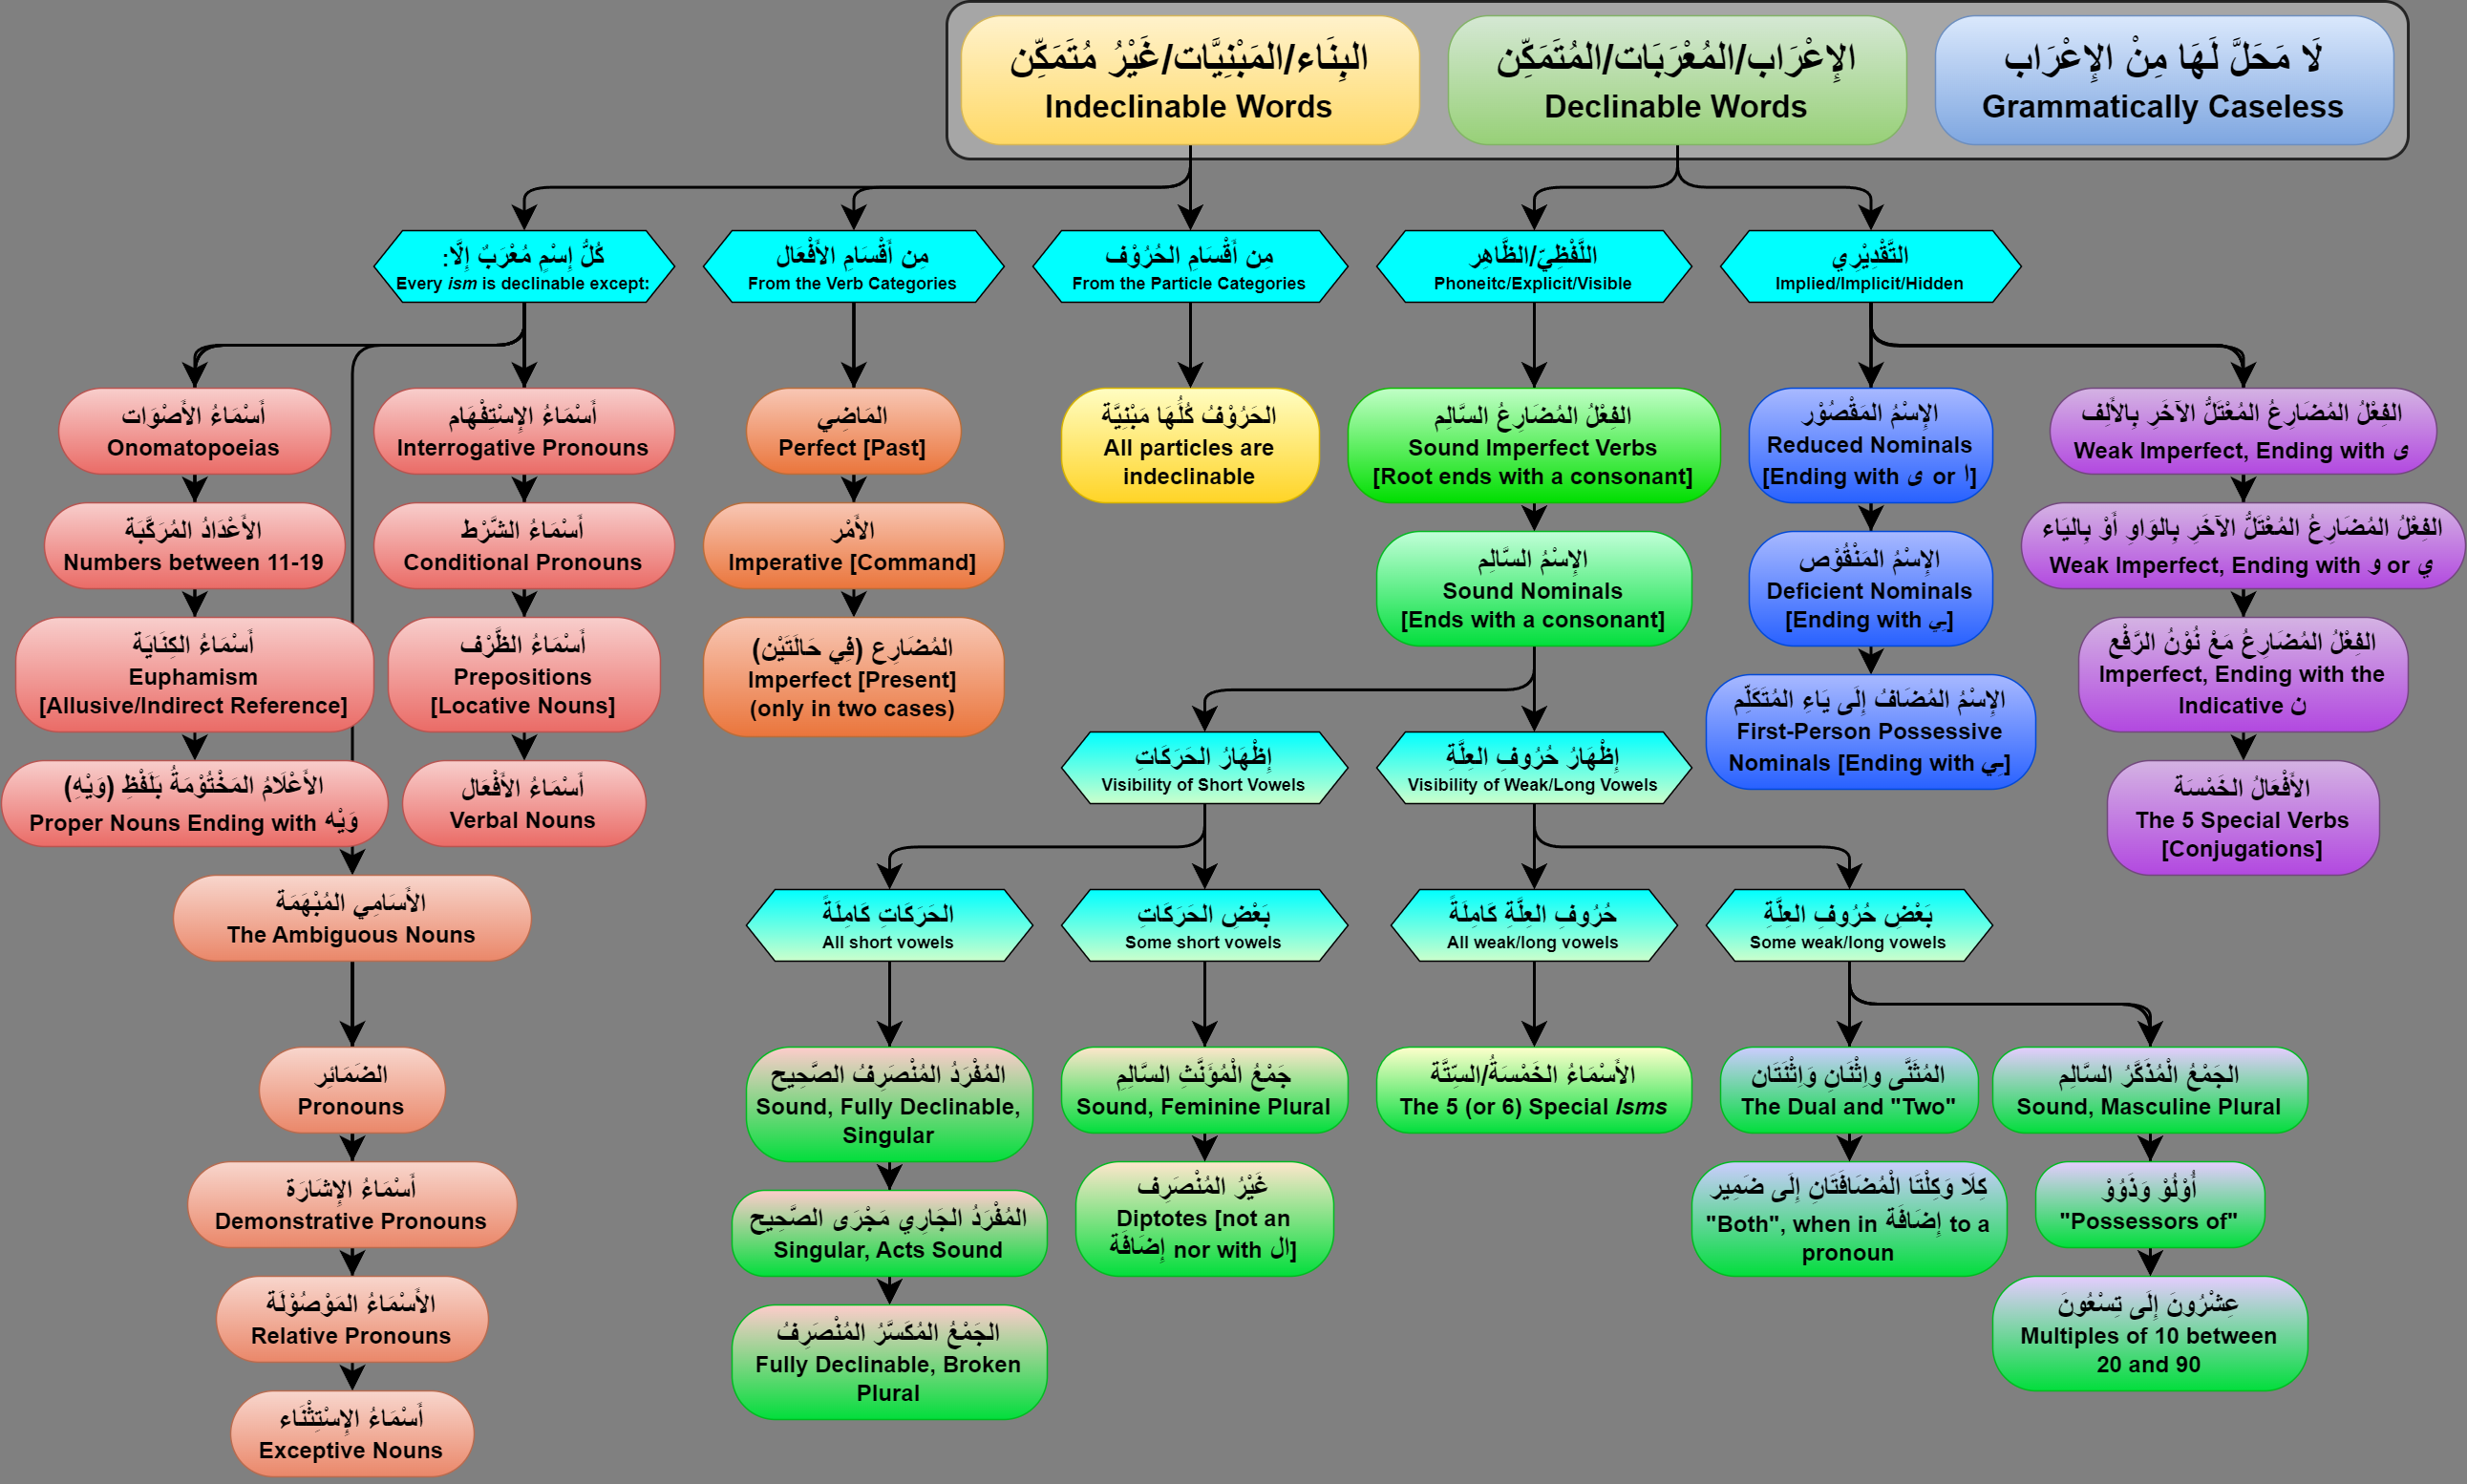 البِنَاء/المَبْنِيَّات/غَيْرُ مُتَمَكِّن
Indeclinable Words
الإِعْرَاب/المُعْرَبَات/المُتَمَكِّن
Declinable Words
لَا مَحَلَّ لَهَا مِنْ الإِعْرَاب
Grammatically Caseless
كُلُّ إِسْمٍ مُعْرَبٌ إِلَّا:
Every ism is declinable except:
مِن أَقْسَامِ الأَفْعَال
From the Verb Categories
مِن أَقْسَامِ الحُرُوْف
From the Particle Categories
اللَّفْظِيّ/الظَّاهِر
Phoneitc/Explicit/Visible
التَّقْدِيْرِي
Implied/Implicit/Hidden
أَسْمَاءُ الأَصْوَات
Onomatopoeias
أَسْمَاءُ الإِسْتِفْهَام
Interrogative Pronouns
المَاضِي
Perfect [Past]
الحَرُوْفُ كُلُّهَا مَبْنِيَّة
All particles are
indeclinable
الفِعْلُ المُضَارِعُ السَّالِم
Sound Imperfect Verbs
[Root ends with a consonant]
الإِسْمُ المَقْصُوْر
Reduced Nominals
[Ending with ى or ا]
الفِعْلُ المُضَارِعُ المُعْتَلُّ الآخَرِ بِالأَلِف
Weak Imperfect, Ending with ى
الأَعْدَادُ المُرَكَّبَة
Numbers between 11-19
أَسْمَاءُ الشَّرْط
Conditional Pronouns
الأَمْر
Imperative [Command]
الإِسْمُ السَّالِم
Sound Nominals
[Ends with a consonant]
الإِسْمُ المَنْقُوْص
Deficient Nominals
[Ending with ـِي]
الفِعْلُ المُضَارِعُ المُعْتَلُّ الآخَرِ بِالوَاوِ أَوْ بِاليَاء
Weak Imperfect, Ending with و or ي
أَسْمَاءُ الكِنَايَة
Euphamism
[Allusive/Indirect Reference]
أَسْمَاءُ الظَّرْف
Prepositions
[Locative Nouns]
المُضَارِع (فِي حَالَتَيْن)
Imperfect [Present]
(only in two cases)
الإِسْمُ المُضَافُ إِلَى يَاءِ المُتَكَلِّم
First-Person Possessive
Nominals [Ending with ـِي]
الفِعْلُ المُضَارِعُ مَعْ نُوْنُ الرَّفْع
Imperfect, Ending with the
Indicative ن
الأَعْلَامُ المَخْتُوْمَةُ بَلَفْظِ (وَيْهِ)
Proper Nouns Ending with وَيْه
أَسْمَاءُ الأَفْعَال
Verbal Nouns
إِظْهَارُ الحَرَكَاتِ
Visibility of Short Vowels
إِظْهَارُ حُرُوفِ العِلَّةِ
Visibility of Weak/Long Vowels
الأَفْعَالُ الخَمْسَة
The 5 Special Verbs
[Conjugations]
الأَسَامِي المُبْهَمَة
The Ambiguous Nouns
الحَرَكَاتِ كَامِلَةً
All short vowels
بَعْضِ الحَرَكَاتِ
Some short vowels
حُرُوفِ العِلَّةِ كَامِلَةً
All weak/long vowels
بَعْضِ حُرُوفِ العِلَّةِ
Some weak/long vowels
الضَمَائِر
Pronouns
المُفْرَدُ المُنْصَرِفُ الصَّحِيح
Sound, Fully Declinable,
Singular
جَمْعُ الْمُؤَنَّثِ السَّالِمِ
Sound, Feminine Plural
الأَسْمَاءُ الخَمْسَةُ/السِتَّة
The 5 (or 6) Special Isms
المُثَنَّى واِثْنَانِ وَاِثْنَتَان
The Dual and "Two"
الجَمْعُ الْمُذَكَّرُ السَّالِم
Sound, Masculine Plural
أَسْمَاءُ الإِشَارَة
Demonstrative Pronouns
المُفْرَدُ الجَارِي مَجْرَى الصَّحِيح
Singular, Acts Sound
غَيْرُ المُنْصَرِف
Diptotes [not an
إِضَافَة nor with ال]
كِلَا وَكِلْتَا الْمُضَافَتَانِ إِلَى ضَمِير
"Both", when in إِضَافَة to a
pronoun
أُوْلُوْ وَذَوُوْ
"Possessors of"
الأَسْمَاءُ المَوْصُوْلَة
Relative Pronouns
الجَمْعُ المُكَسَّرُ المُنْصَرِفُ
Fully Declinable, Broken
Plural
عِشْرُونَ إِلَى تِسْعُونَ
Multiples of 10 between
20 and 90
أَسْمَاءُ الإِسْتِثْنَاء
Exceptive Nouns